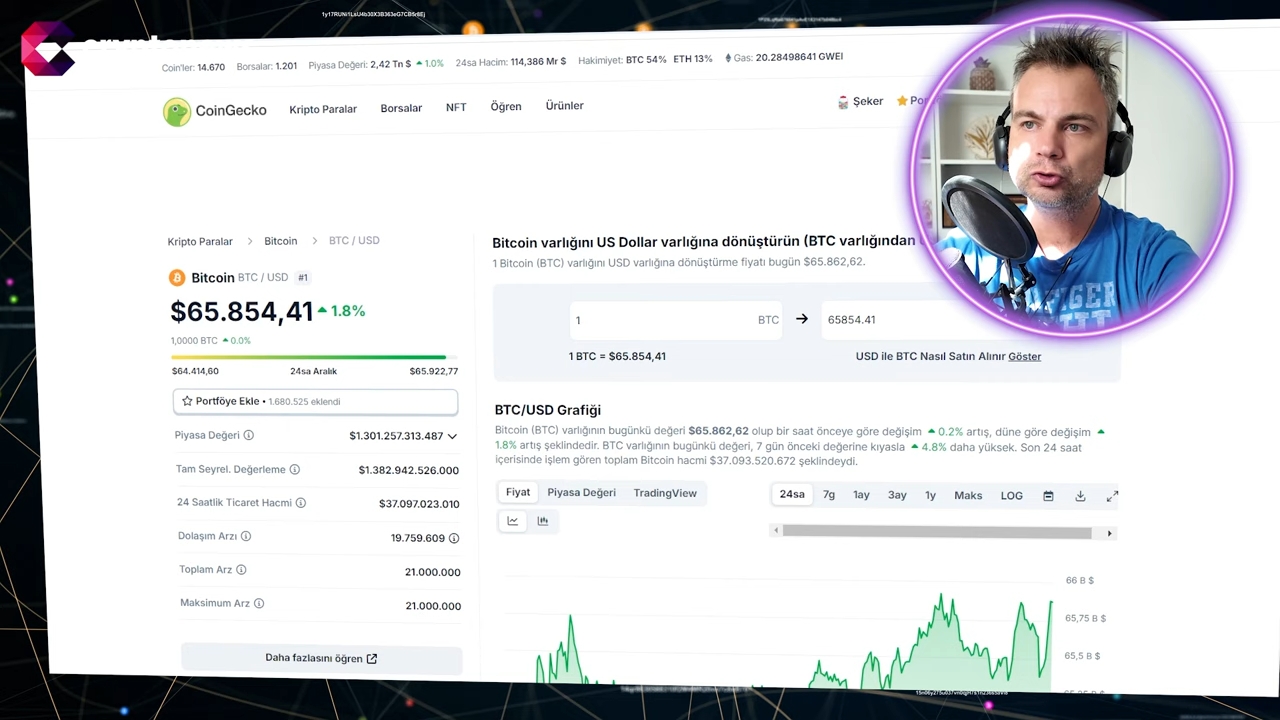 Coin'ler: 14.670 Borsalar: 1.201 Piyasa Değeri: 2,42 Tn $ 1.0% 24sa Hacim: 114,386 Mr $ Hakimiyet: BTC 54% ETH 13% Gas: 20.28498641 GWEI
CoinGecko Kripto Paralar Borsalar NFT Öğren Ürünler Şeker
Kripto Paralar > Bitcoin > BTC / USD
Bitcoin BTC / USD #1
$65.854,41 1.8%
1,0000 BTC 0.0%
$64.414,60 24sa Aralık $65.922,77
Portföye Ekle • 1.680.525 eklendi
Piyasa Değeri $1.301.257.313.487
Tam Seyrel. Değerleme $1.382.942.526.000
24 Saatlik Ticaret Hacmi $37.097.023.010
Dolaşım Arzı 19.759.609
Toplam Arz 21.000.000
Maksimum Arz 21.000.000
Daha fazlasını öğren
Bitcoin varlığını US Dollar varlığına dönüştürün (BTC varlığından
1 Bitcoin (BTC) varlığını USD varlığına dönüştürme fiyatı bugün $65.862,62.
1 BTC → 65854.41
1 BTC = $65.854,41 USD ile BTC Nasıl Satın Alınır Göster
BTC/USD Grafiği
Bitcoin (BTC) varlığının bugünkü değeri $65.862,62 olup bir saat önceye göre değişim 0.2% artış, düne göre değişim
1.8% artış şeklindedir. BTC varlığının bugünkü değeri, 7 gün önceki değerine kıyasla 4.8% daha yüksek. Son 24 saat
içerisinde işlem gören toplam Bitcoin hacmi $37.093.520.672 şeklindeydi.
Fiyat Piyasa Değeri TradingView 24sa 7g 1ay 3ay 1y Maks LOG
66 B $
65,75 B $
65,5 B $